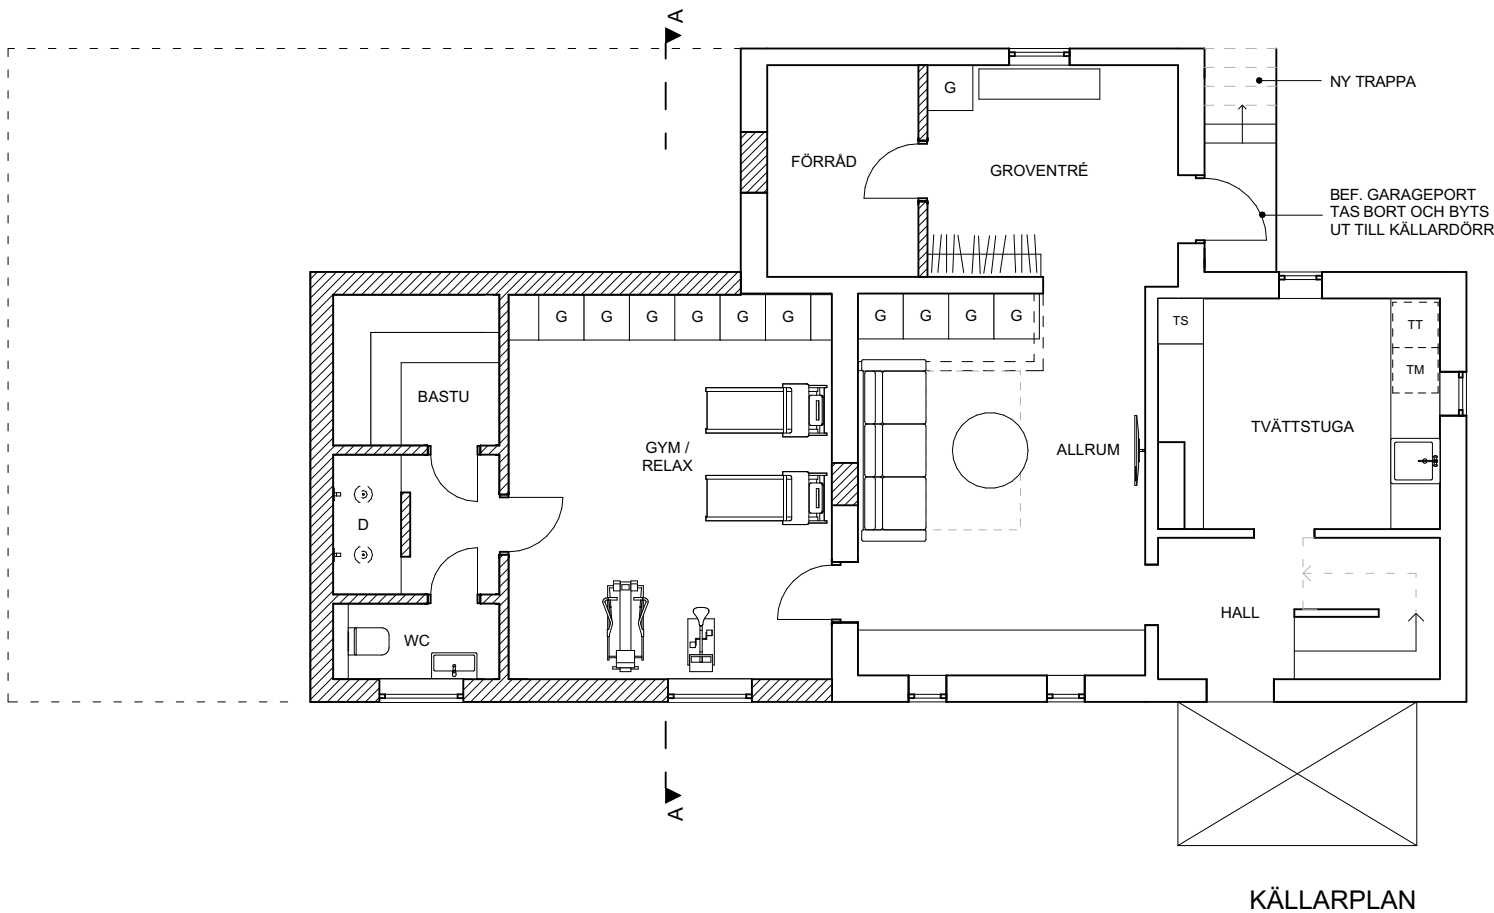 A
NY TRAPPA
G
FÖRRÅD
GROVENTRÉ
BEF. GARAGEPORT
TAS BORT OCH BYTS
UT TILL KÄLLARDÖRR
G G G G G G
G G G G
TS
TT
TM
BASTU
GYM /
RELAX
ALLRUM
TVÄTTSTUGA
D
WC
HALL
A
KÄLLARPLAN